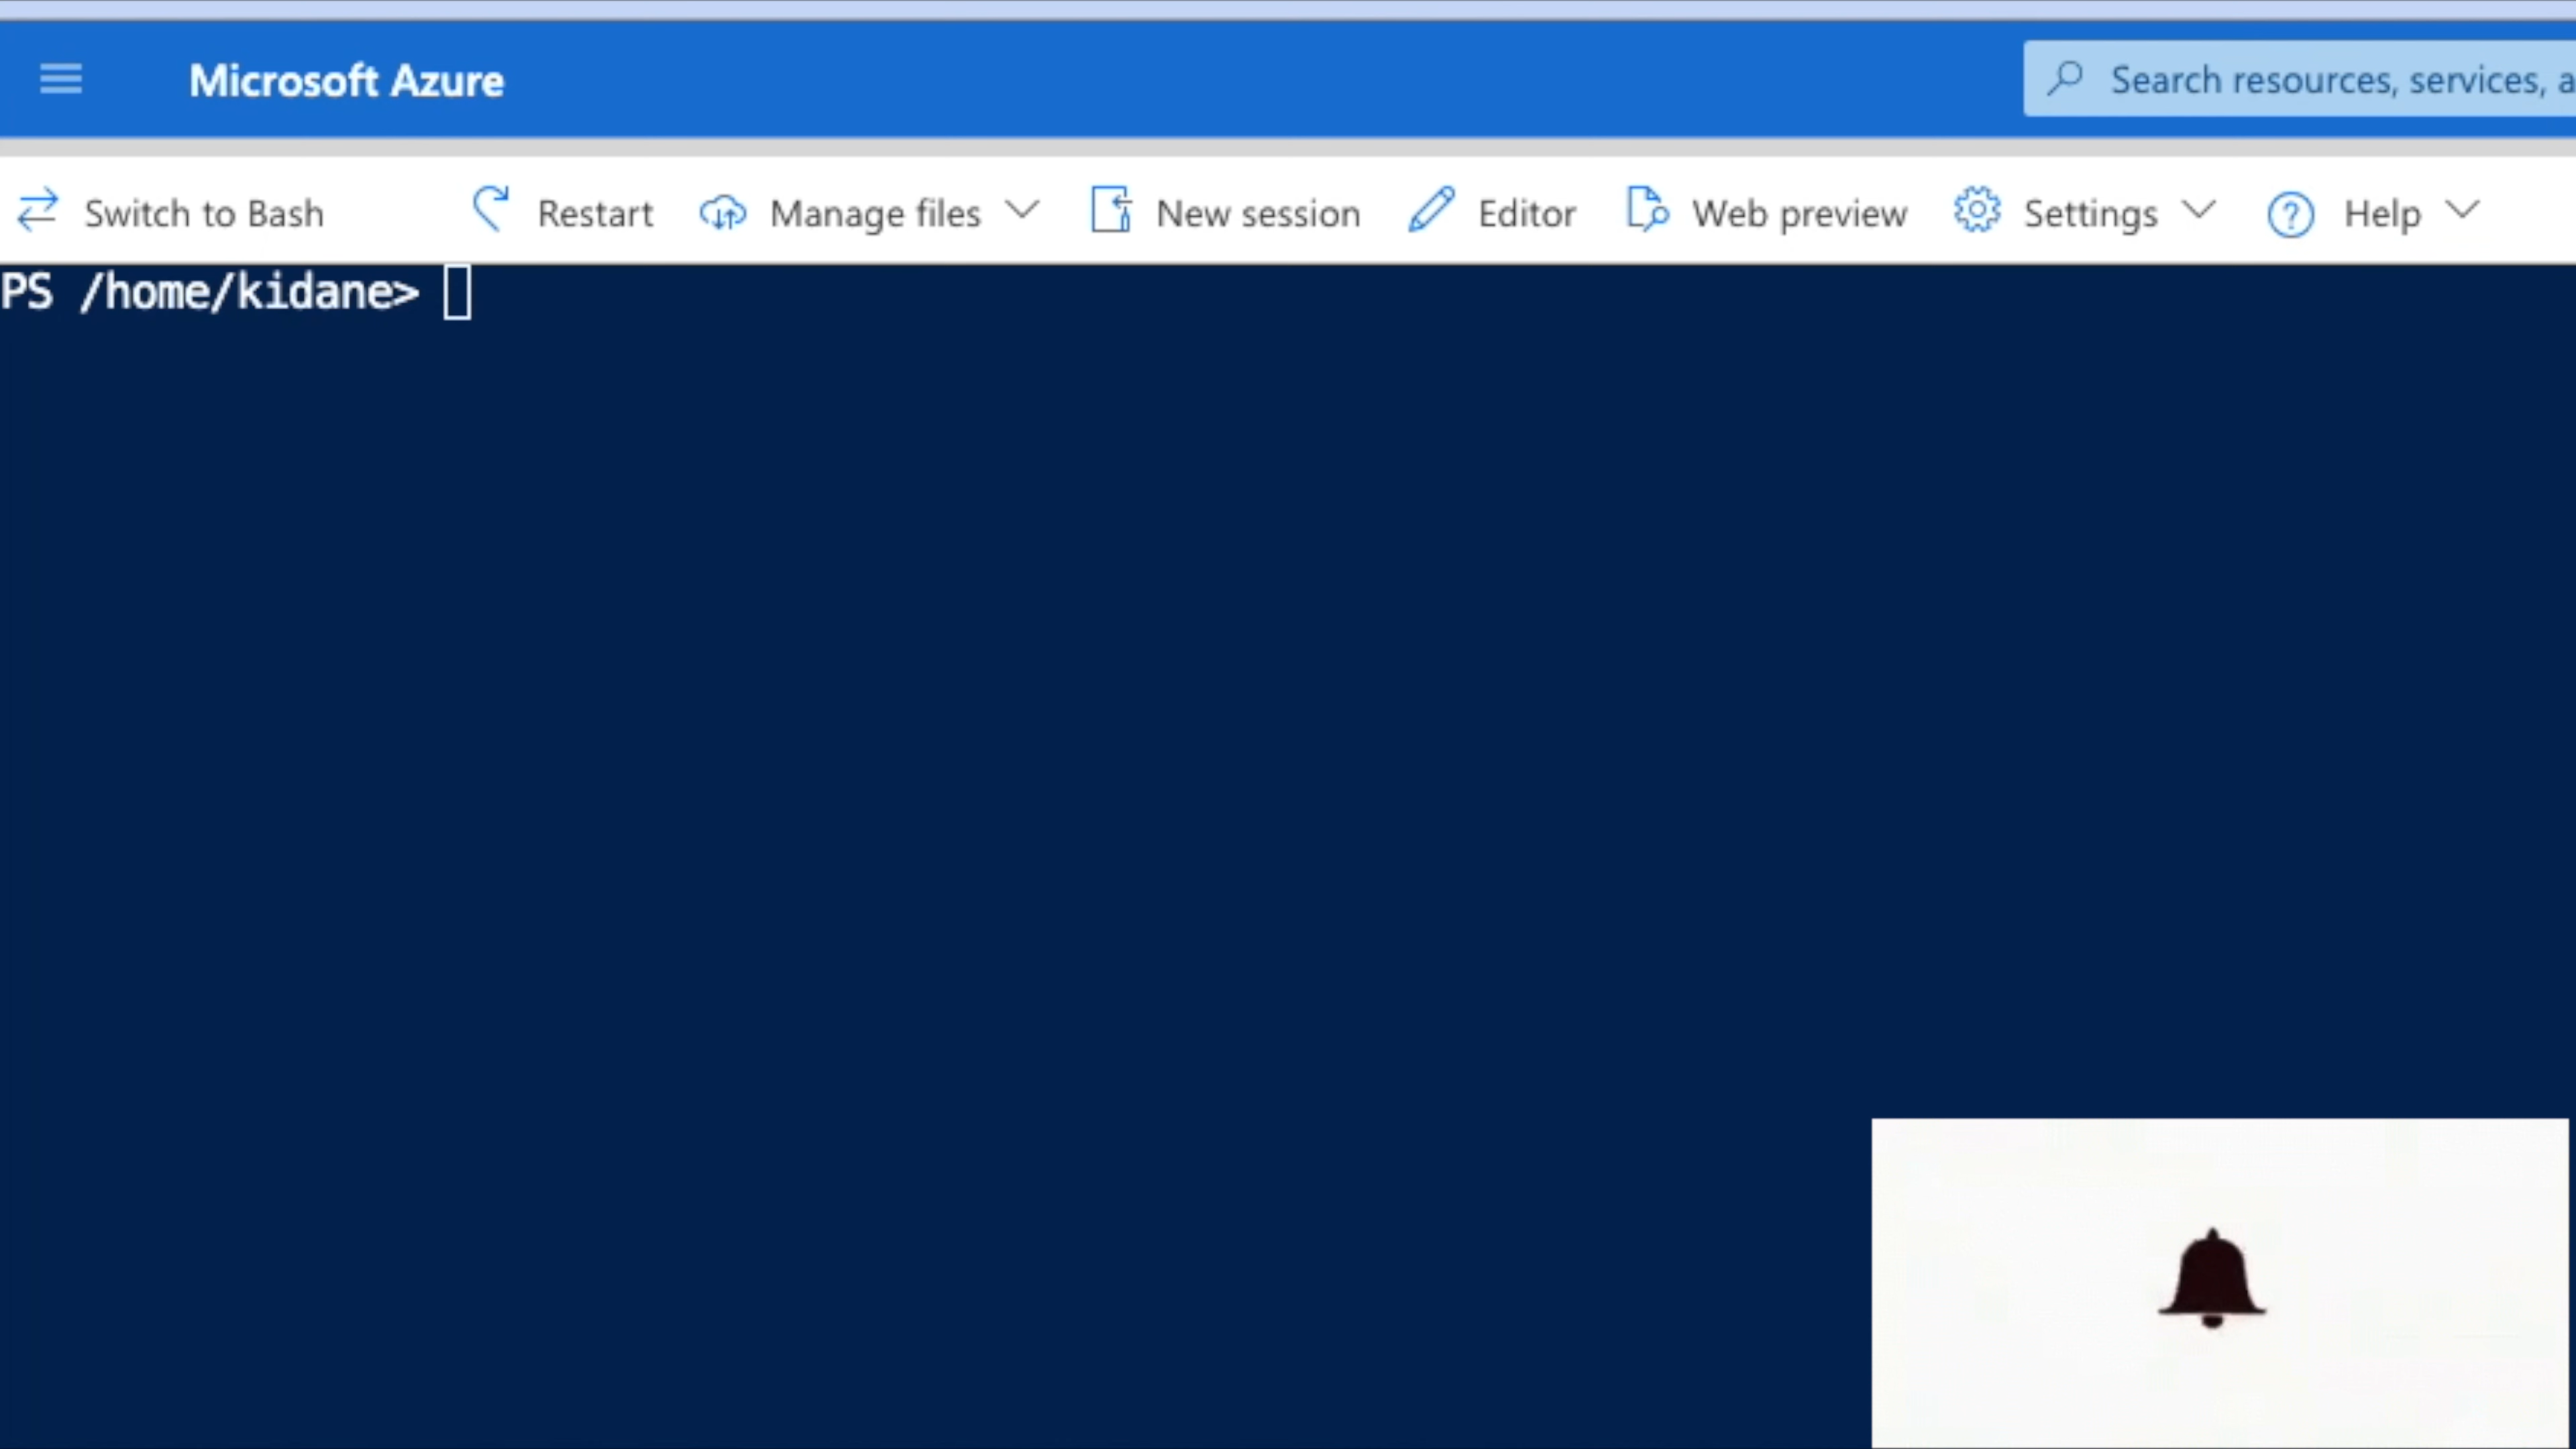 Microsoft Azure
Search resources, services, a
Switch to Bash Restart Manage files New session Editor Web preview Settings Help
PS /home/kidane>